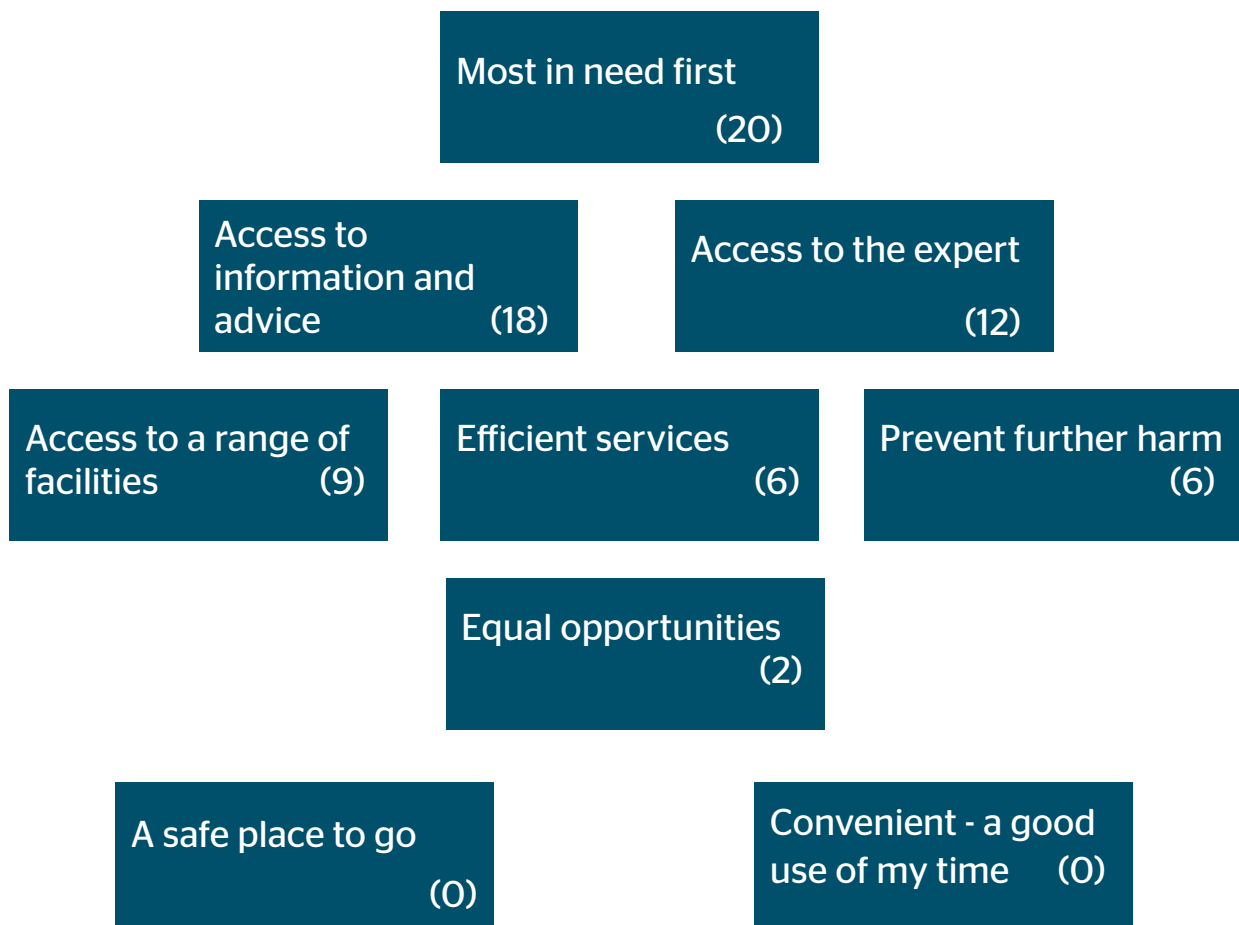 Most in need first
(20)
Access to
information and
advice (18)
Access to the expert
(12)
Access to a range of
facilities (9)
Efficient services
(6)
Prevent further harm
(6)
Equal opportunities
(2)
A safe place to go
(0)
Convenient - a good
use of my time (0)